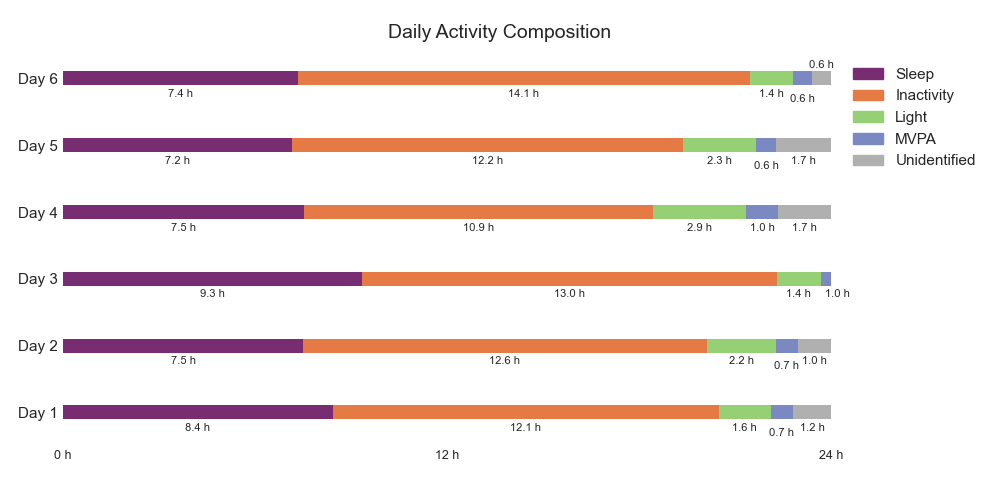 Daily Activity Composition
Day 6
7.4 h
14.1 h
1.4 h
0.6 h
0.6 h
Day 5
7.2 h
12.2 h
2.3 h
0.6 h
1.7 h
Day 4
7.5 h
10.9 h
2.9 h
1.0 h
1.7 h
Day 3
9.3 h
13.0 h
1.4 h
1.0 h
Day 2
7.5 h
12.6 h
2.2 h
0.7 h
1.0 h
Day 1
8.4 h
12.1 h
1.6 h
0.7 h
1.2 h
0 h
12 h
24 h
Sleep
Inactivity
Light
MVPA
Unidentified